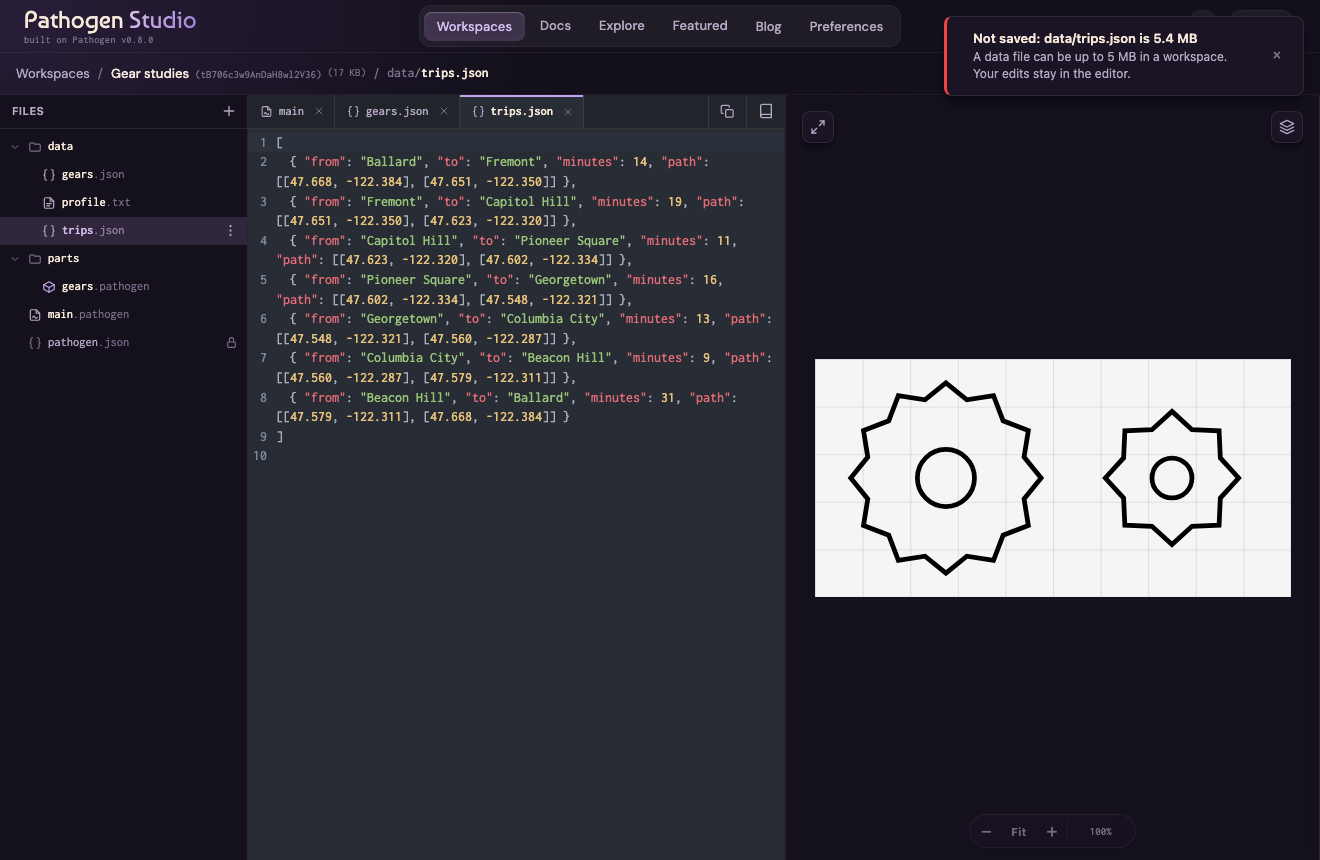 Pathogen Studio
built on Pathogen v0.8.0
Workspaces
Docs
Explore
Featured
Blog
Preferences
Not saved: data/trips.json is 5.4 MB
A data file can be up to 5 MB in a workspace.
Your edits stay in the editor.
Workspaces / Gear studies (tB706c3w9AnDaH8wl2V36) (17 KB) / data/trips.json
FILES
data
gears.json
profile.txt
trips.json
parts
gears.pathogen
main.pathogen
pathogen.json
main
gears.json
trips.json
1 [
2 { "from": "Ballard", "to": "Fremont", "minutes": 14, "path":
[[47.668, -122.384], [47.651, -122.350]] },
3 { "from": "Fremont", "to": "Capitol Hill", "minutes": 19, "path":
[[47.651, -122.350], [47.623, -122.320]] },
4 { "from": "Capitol Hill", "to": "Pioneer Square", "minutes": 11,
"path": [[47.623, -122.320], [47.602, -122.334]] },
5 { "from": "Pioneer Square", "to": "Georgetown", "minutes": 16,
"path": [[47.602, -122.334], [47.548, -122.321]] },
6 { "from": "Georgetown", "to": "Columbia City", "minutes": 13, "path":
[[47.548, -122.321], [47.560, -122.287]] },
7 { "from": "Columbia City", "to": "Beacon Hill", "minutes": 9, "path":
[[47.560, -122.287], [47.579, -122.311]] },
8 { "from": "Beacon Hill", "to": "Ballard", "minutes": 31, "path":
[[47.579, -122.311], [47.668, -122.384]] }
9 ]
10
Fit
100%